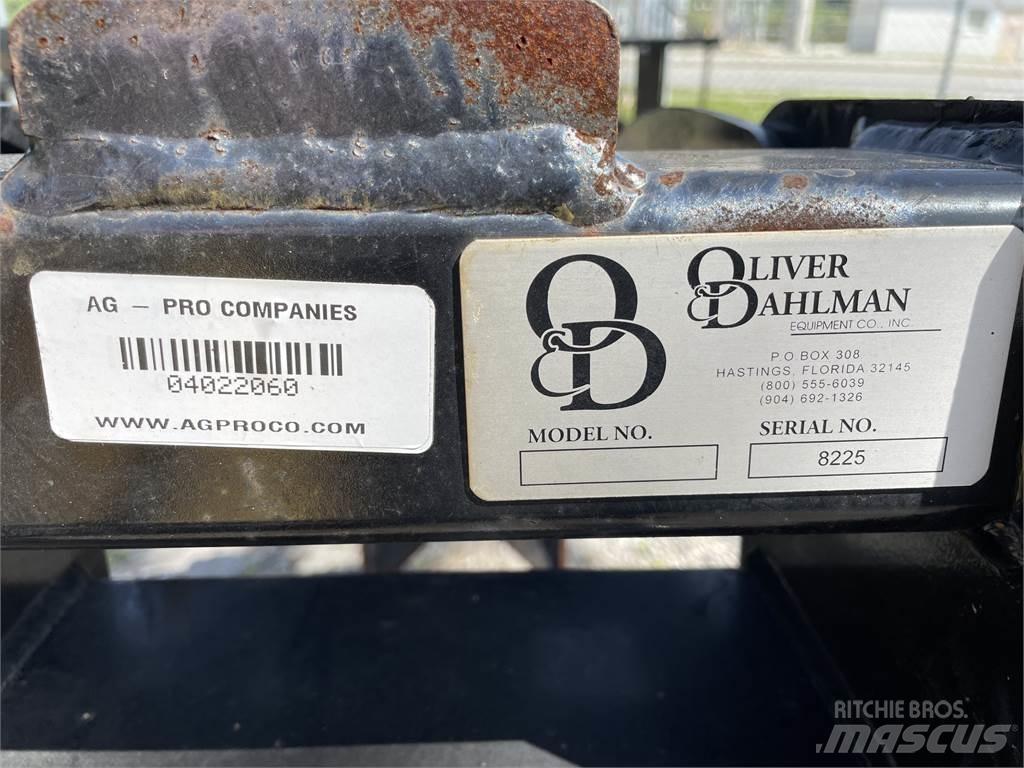 AG - PRO COMPANIES
04022060
WWW.AGPROCO.COM
OD
OLIVER
DAHLMAN
EQUIPMENT CO., INC.
P.O BOX 308
HASTINGS, FLORIDA 32145
(800) 555-6039
(904) 692-1326
MODEL NO.
SERIAL NO.
8225
RITCHIE BROS.
MASCUS